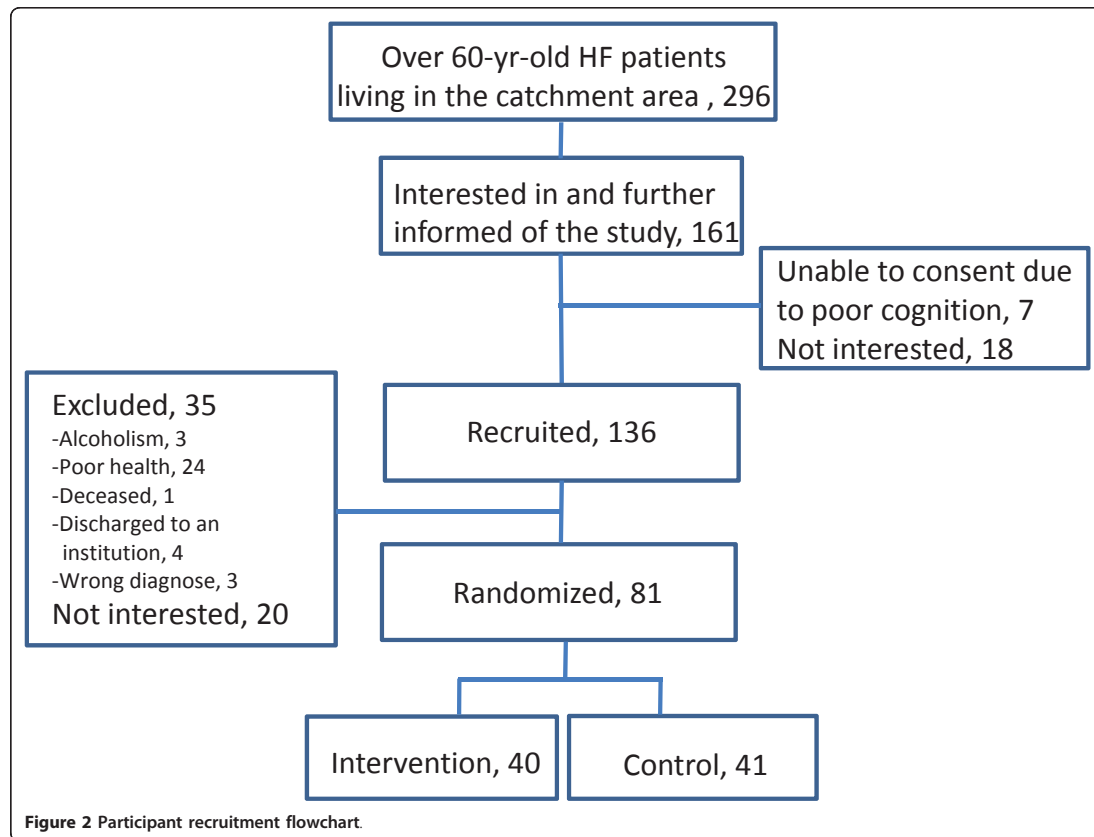 Over 60-yr-old HF patients
living in the catchment area , 296
Interested in and further
informed of the study, 161
Unable to consent due
to poor cognition, 7
Not interested, 18
Excluded, 35
-Alcoholism, 3
-Poor health, 24
-Deceased, 1
-Discharged to an
institution, 4
-Wrong diagnose, 3
Not interested, 20
Recruited, 136
Randomized, 81
Intervention, 40
Control, 41
Figure 2 Participant recruitment flowchart.